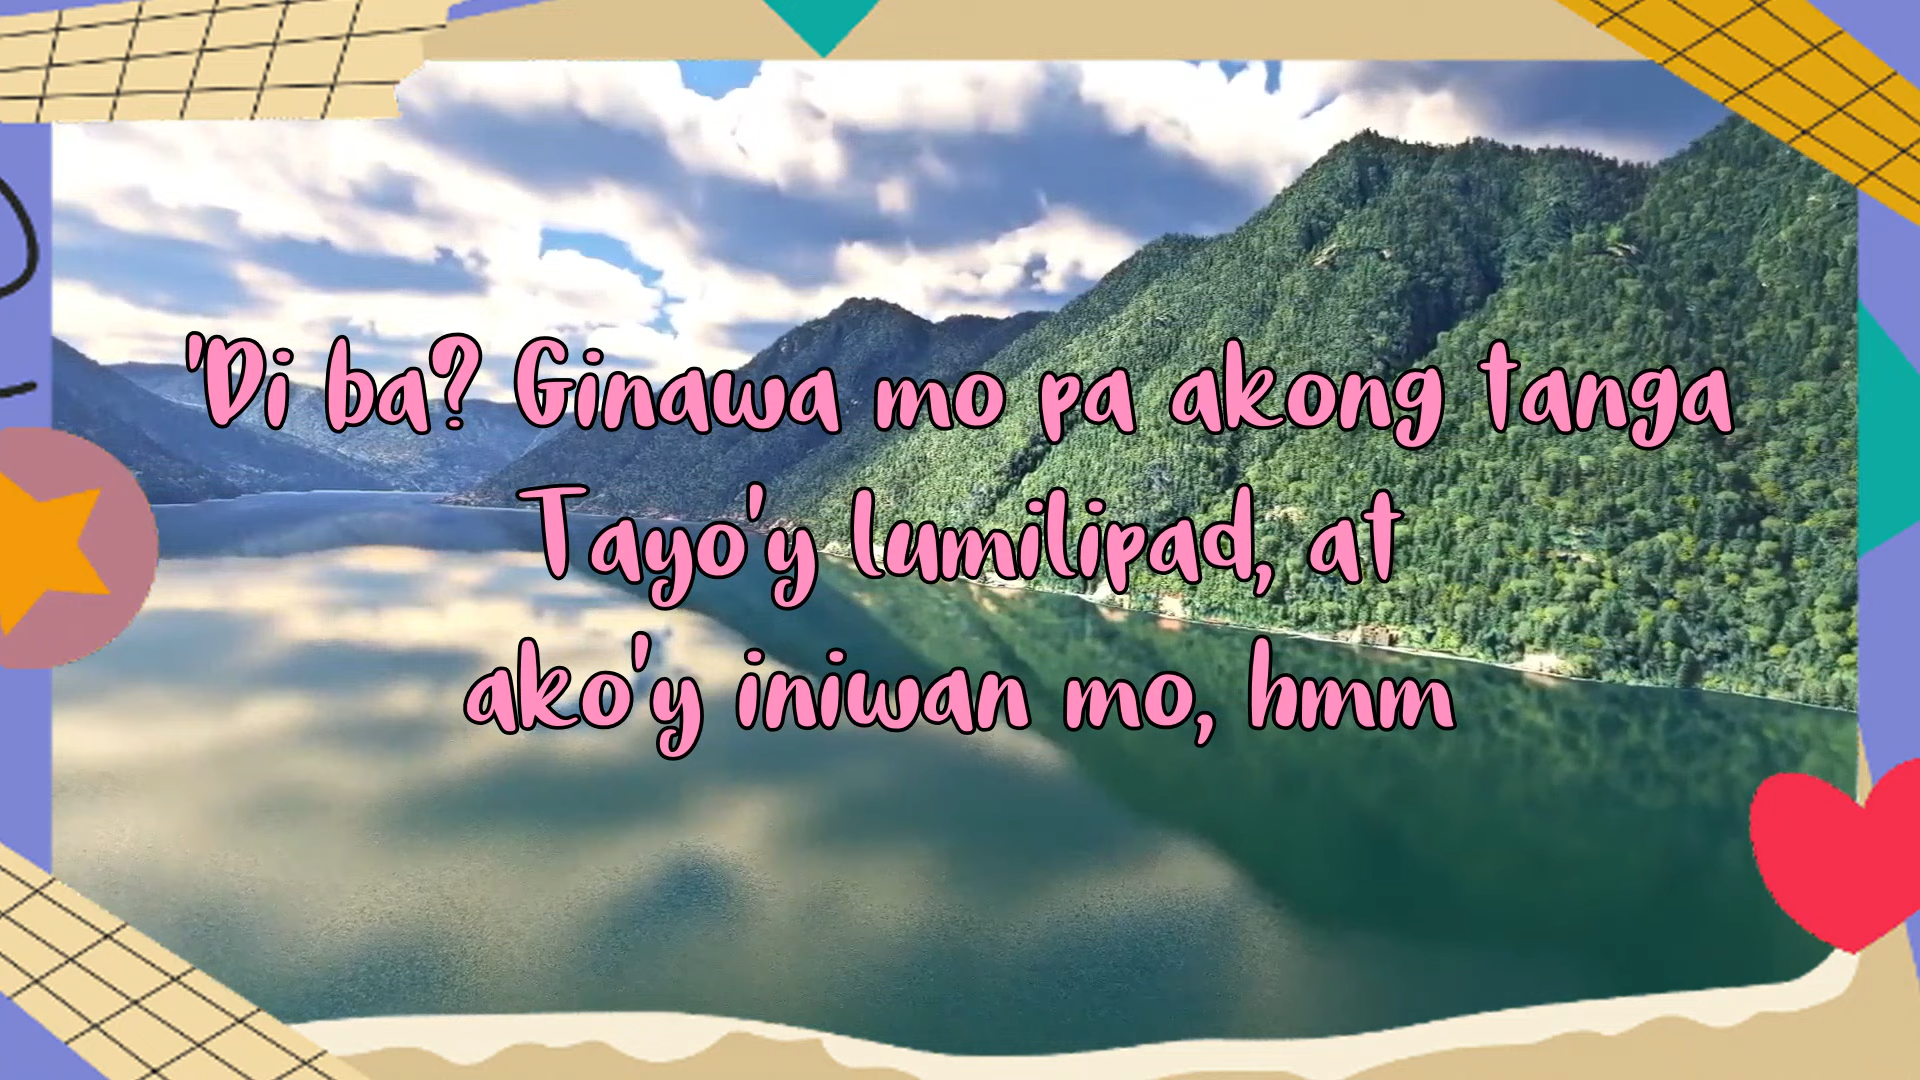 'Di ba? Ginawa mo pa akong tanga
Tayo'y lumilipad, at
ako'y iniwan mo, hmm